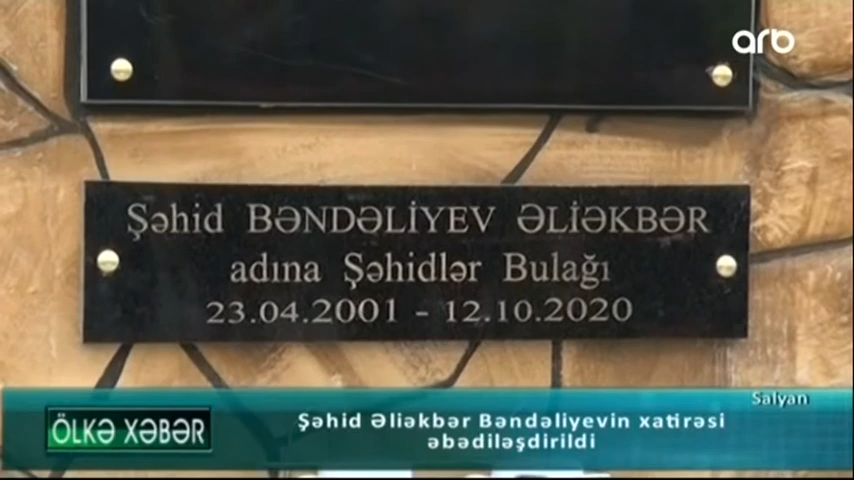 arb
Şəhid BƏNDƏLİYEV ƏLİƏKBƏR
adına Şəhidlər Bulağı
23.04.2001 - 12.10.2020
Salyan
ÖLKƏ XƏBƏR
Şəhid Əliəkbər Bəndəliyevin xatirəsi
əbədiləşdirildi